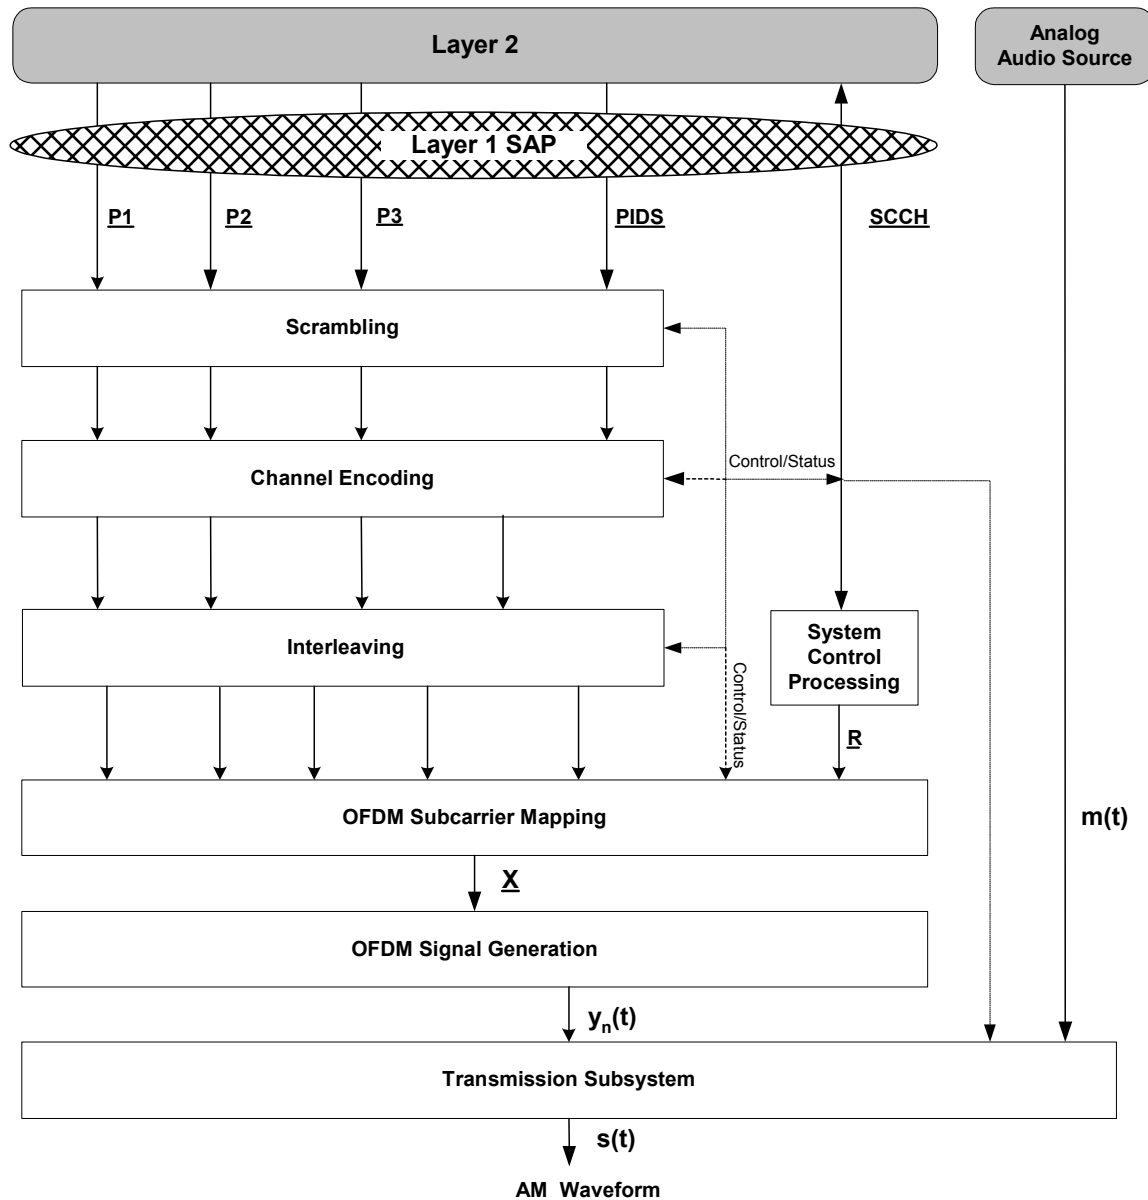 Layer 2
Analog
Audio Source
Layer 1 SAP
P1
P2
P3
PIDS
SCCH
Scrambling
Control/Status
Channel Encoding
Interleaving
System
Control
Processing
Control/Status
R
OFDM Subcarrier Mapping
m(t)
X
OFDM Signal Generation
yn(t)
Transmission Subsystem
s(t)
AM Waveform